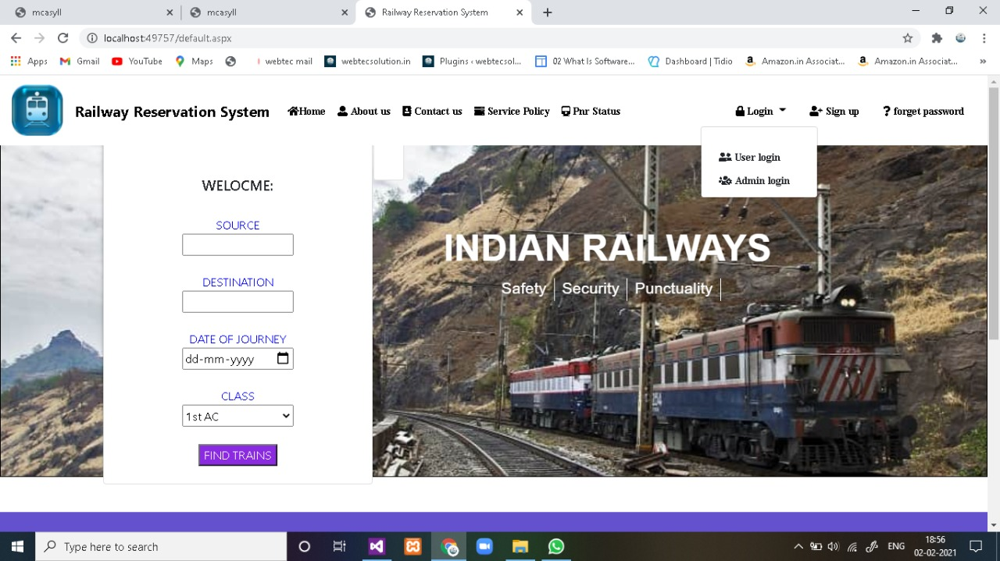 mcasyll
mcasyll
Railway Reservation System
localhost:49757/default.aspx
Apps
Gmail
YouTube
Maps
webtec mail
webtecsolution.in
Plugins ‹ webtecsol...
02 What Is Software...
Dashboard | Tidio
Amazon.in Associat...
Amazon.in Associat...
»
Railway Reservation System
Home
About us
Contact us
Service Policy
Pnr Status
Login
Sign up
forget password
User login
Admin login
WELOCME:
SOURCE
DESTINATION
DATE OF JOURNEY
dd-mm-yyyy
CLASS
1st AC
FIND TRAINS
INDIAN RAILWAYS
Safety
Security
Punctuality
Type here to search
ENG
18:56
02-02-2021